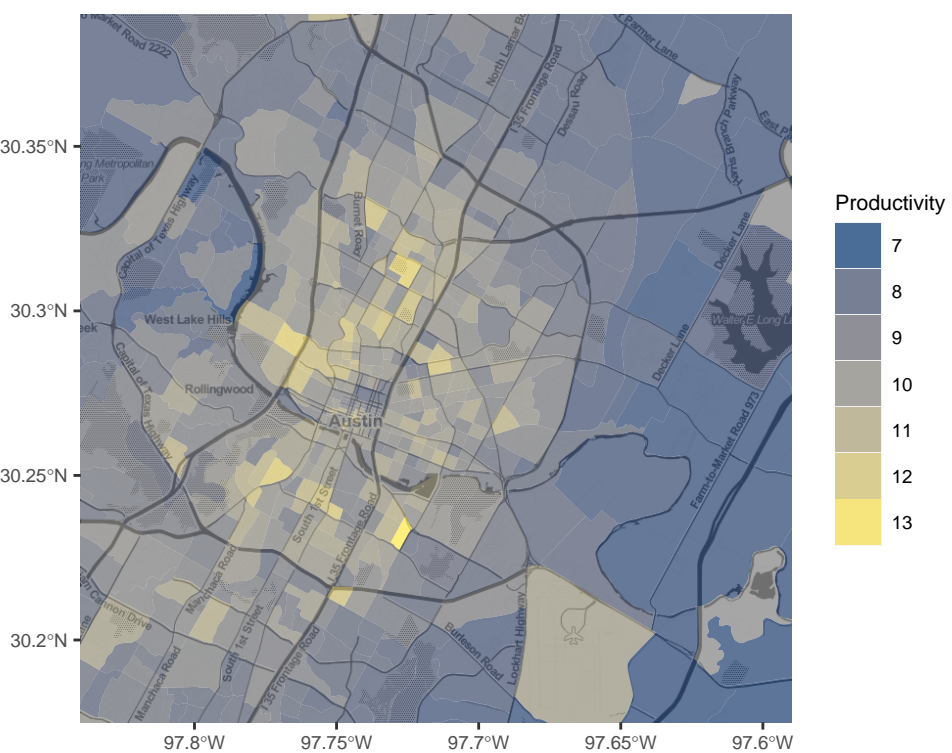 Market Road 2222
North Lamar Bo
Parmer Lane
I 35 Frontage Road
Dessau Road
Harris Branch Parkway
East P
30.35°N
ng Metropolitan
Park
Capital of Texas Highway
Burnet Road
Decker Lane
Productivity
7
8
9
10
11
12
13
30.3°N
West Lake Hills
Walter E Long L
eek
Capital of Texas Highway
Decker Lane
Rollingwood
Austin
Farm-to-Market Road 973
30.25°N
South 1st Street
I 35 Frontage Road
Manchaca Road
am Cannon Drive
South 1st Street
Lockhart Highway
Burleson Road
30.2°N
Manchaca Road
I 35 Frontage Road
97.8°W
97.75°W
97.7°W
97.65°W
97.6°W